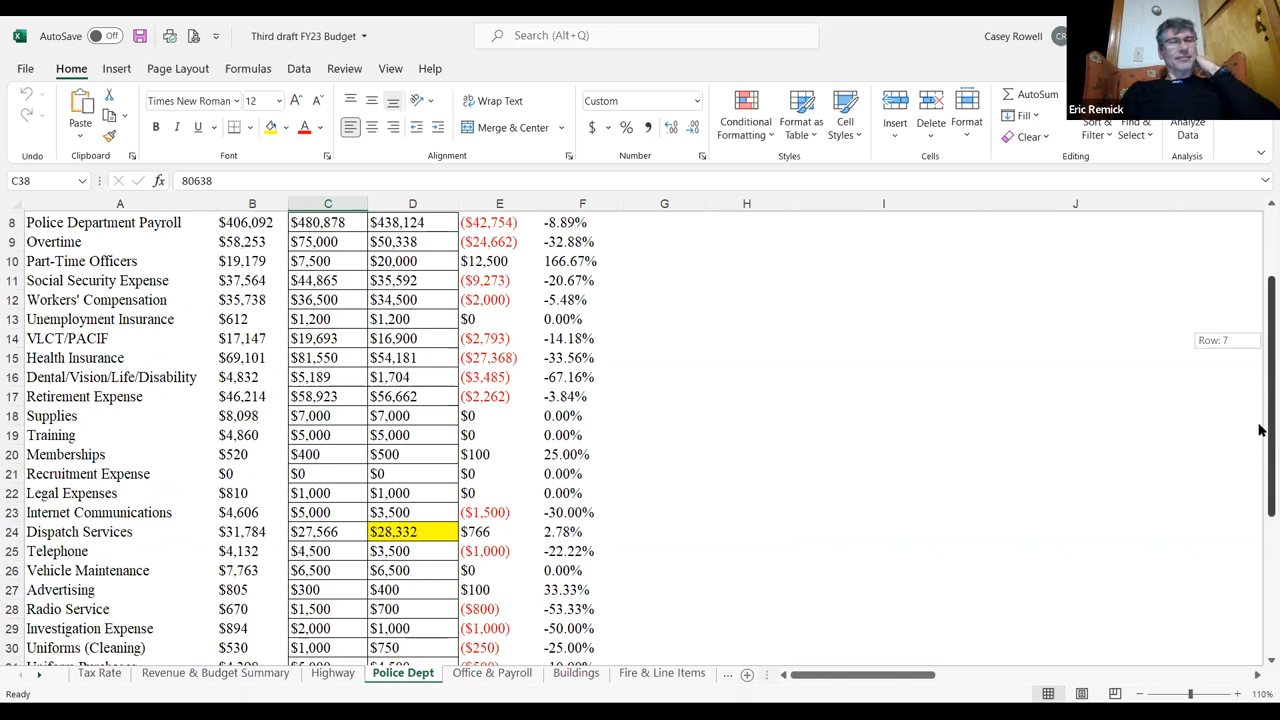 AutoSave Off Third draft FY23 Budget Search (Alt+Q) Casey Rowell CR
File Home Insert Page Layout Formulas Data Review View Help
Eric Remick
Paste Times New Roman 12 Wrap Text Custom Conditional Formatting Format as Table Cell Styles Insert Delete Format AutoSum Sort & Filter Find & Select Analyze Data
Merge & Center Fill
Clear
Undo Clipboard Font Alignment Number Styles Cells Editing Analysis
C38 fx 80638
A B C D E F G H I J
8 Police Department Payroll $406,092 $480,878 $438,124 ($42,754) -8.89%
9 Overtime $58,253 $75,000 $50,338 ($24,662) -32.88%
10 Part-Time Officers $19,179 $7,500 $20,000 $12,500 166.67%
11 Social Security Expense $37,564 $44,865 $35,592 ($9,273) -20.67%
12 Workers' Compensation $35,738 $36,500 $34,500 ($2,000) -5.48%
13 Unemployment Insurance $612 $1,200 $1,200 $0 0.00%
14 VLCT/PACIF $17,147 $19,693 $16,900 ($2,793) -14.18%
Row: 7
15 Health Insurance $69,101 $81,550 $54,181 ($27,368) -33.56%
16 Dental/Vision/Life/Disability $4,832 $5,189 $1,704 ($3,485) -67.16%
17 Retirement Expense $46,214 $58,923 $56,662 ($2,262) -3.84%
18 Supplies $8,098 $7,000 $7,000 $0 0.00%
19 Training $4,860 $5,000 $5,000 $0 0.00%
20 Memberships $520 $400 $500 $100 25.00%
21 Recruitment Expense $0 $0 $0 $0 0.00%
22 Legal Expenses $810 $1,000 $1,000 $0 0.00%
23 Internet Communications $4,606 $5,000 $3,500 ($1,500) -30.00%
24 Dispatch Services $31,784 $27,566 $28,332 $766 2.78%
25 Telephone $4,132 $4,500 $3,500 ($1,000) -22.22%
26 Vehicle Maintenance $7,763 $6,500 $6,500 $0 0.00%
27 Advertising $805 $300 $400 $100 33.33%
28 Radio Service $670 $1,500 $700 ($800) -53.33%
29 Investigation Expense $894 $2,000 $1,000 ($1,000) -50.00%
30 Uniforms (Cleaning) $530 $1,000 $750 ($250) -25.00%
Tax Rate Revenue & Budget Summary Highway Police Dept Office & Payroll Buildings Fire & Line Items ...
Ready 110%